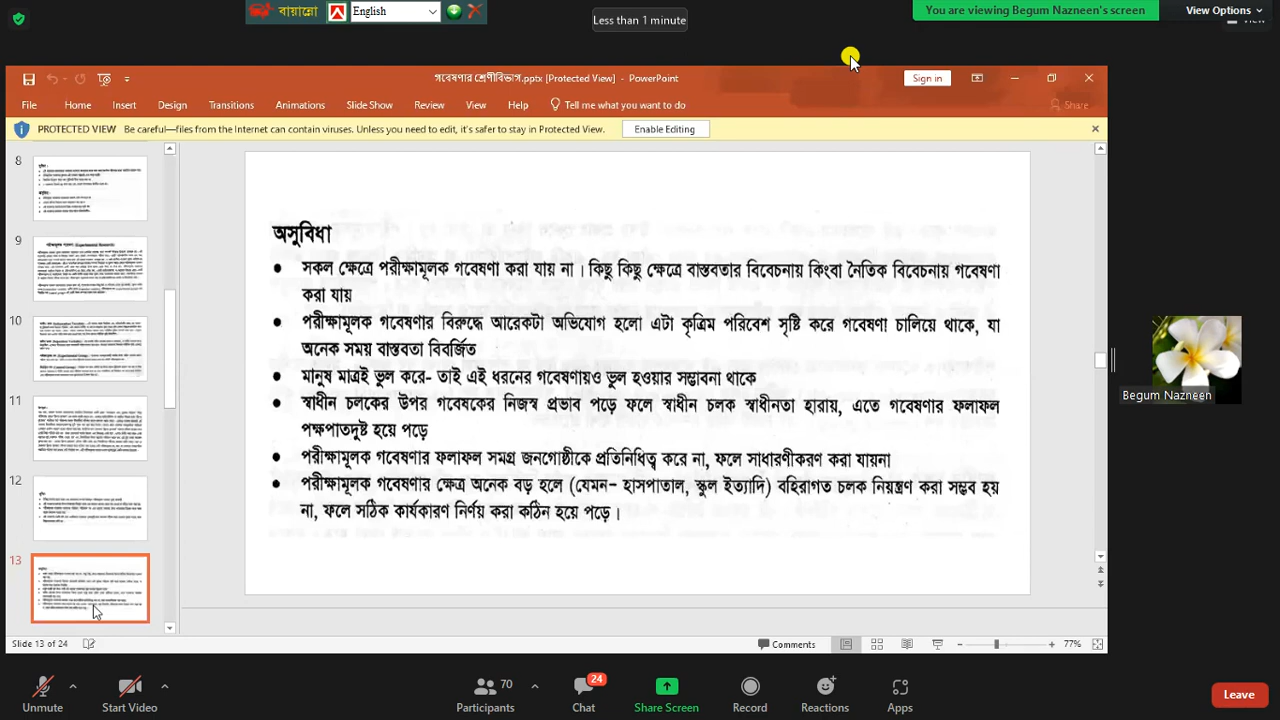 বায়ান্নো English
Less than 1 minute
You are viewing Begum Nazneen's screen
View Options
View
গবেষণার শ্রেণীবিভাগ.pptx [Protected View] - PowerPoint
Sign in
File Home Insert Design Transitions Animations Slide Show Review View Help Tell me what you want to do
Share
PROTECTED VIEW Be careful—files from the Internet can contain viruses. Unless you need to edit, it's safer to stay in Protected View. Enable Editing
8
9
10
11
12
13
অসুবিধা
সকল ক্ষেত্রে পরীক্ষামূলক গবেষণা করা যায় না। কিছু কিছু ক্ষেত্রে বাস্তবতার বিবেচনায় কিংবা নৈতিক বিবেচনায় গবেষণা
করা যায়
পরীক্ষামূলক গবেষণার বিরুদ্ধে আরেকটা অভিযোগ হলো এটা কৃত্রিম পরিবেশ সৃষ্টি করে গবেষণা চালিয়ে থাকে, যা
অনেক সময় বাস্তবতা বিবর্জিত
মানুষ মাত্রই ভুল করে- তাই এই ধরনের গবেষণায়ও ভুল হওয়ার সম্ভাবনা থাকে
স্বাধীন চলকের উপর গবেষকের নিজস্ব প্রভাব পড়ে ফলে স্বাধীন চলক স্বাধীনতা হারায়, এতে গবেষণার ফলাফল
পক্ষপাতদুষ্ট হয়ে পড়ে
পরীক্ষামূলক গবেষণার ফলাফল সমগ্র জনগোষ্ঠীকে প্রতিনিধিত্ব করে না, ফলে সাধারণীকরণ করা যায়না
পরীক্ষামূলক গবেষণার ক্ষেত্র অনেক বড় হলে (যেমন- হাসপাতাল, স্কুল ইত্যাদি) বহিরাগত চলক নিয়ন্ত্রণ করা সম্ভব হয়
না, ফলে সঠিক কার্যকারণ নির্ণয় করা কঠিন হয়ে পড়ে।
Begum Nazneen
Slide 13 of 24
Comments
77%
Unmute
Start Video
70
Participants
24
Chat
Share Screen
Record
Reactions
Apps
Leave